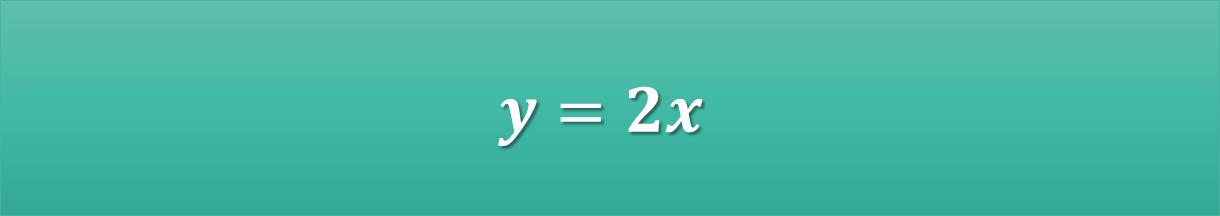 y = 2x